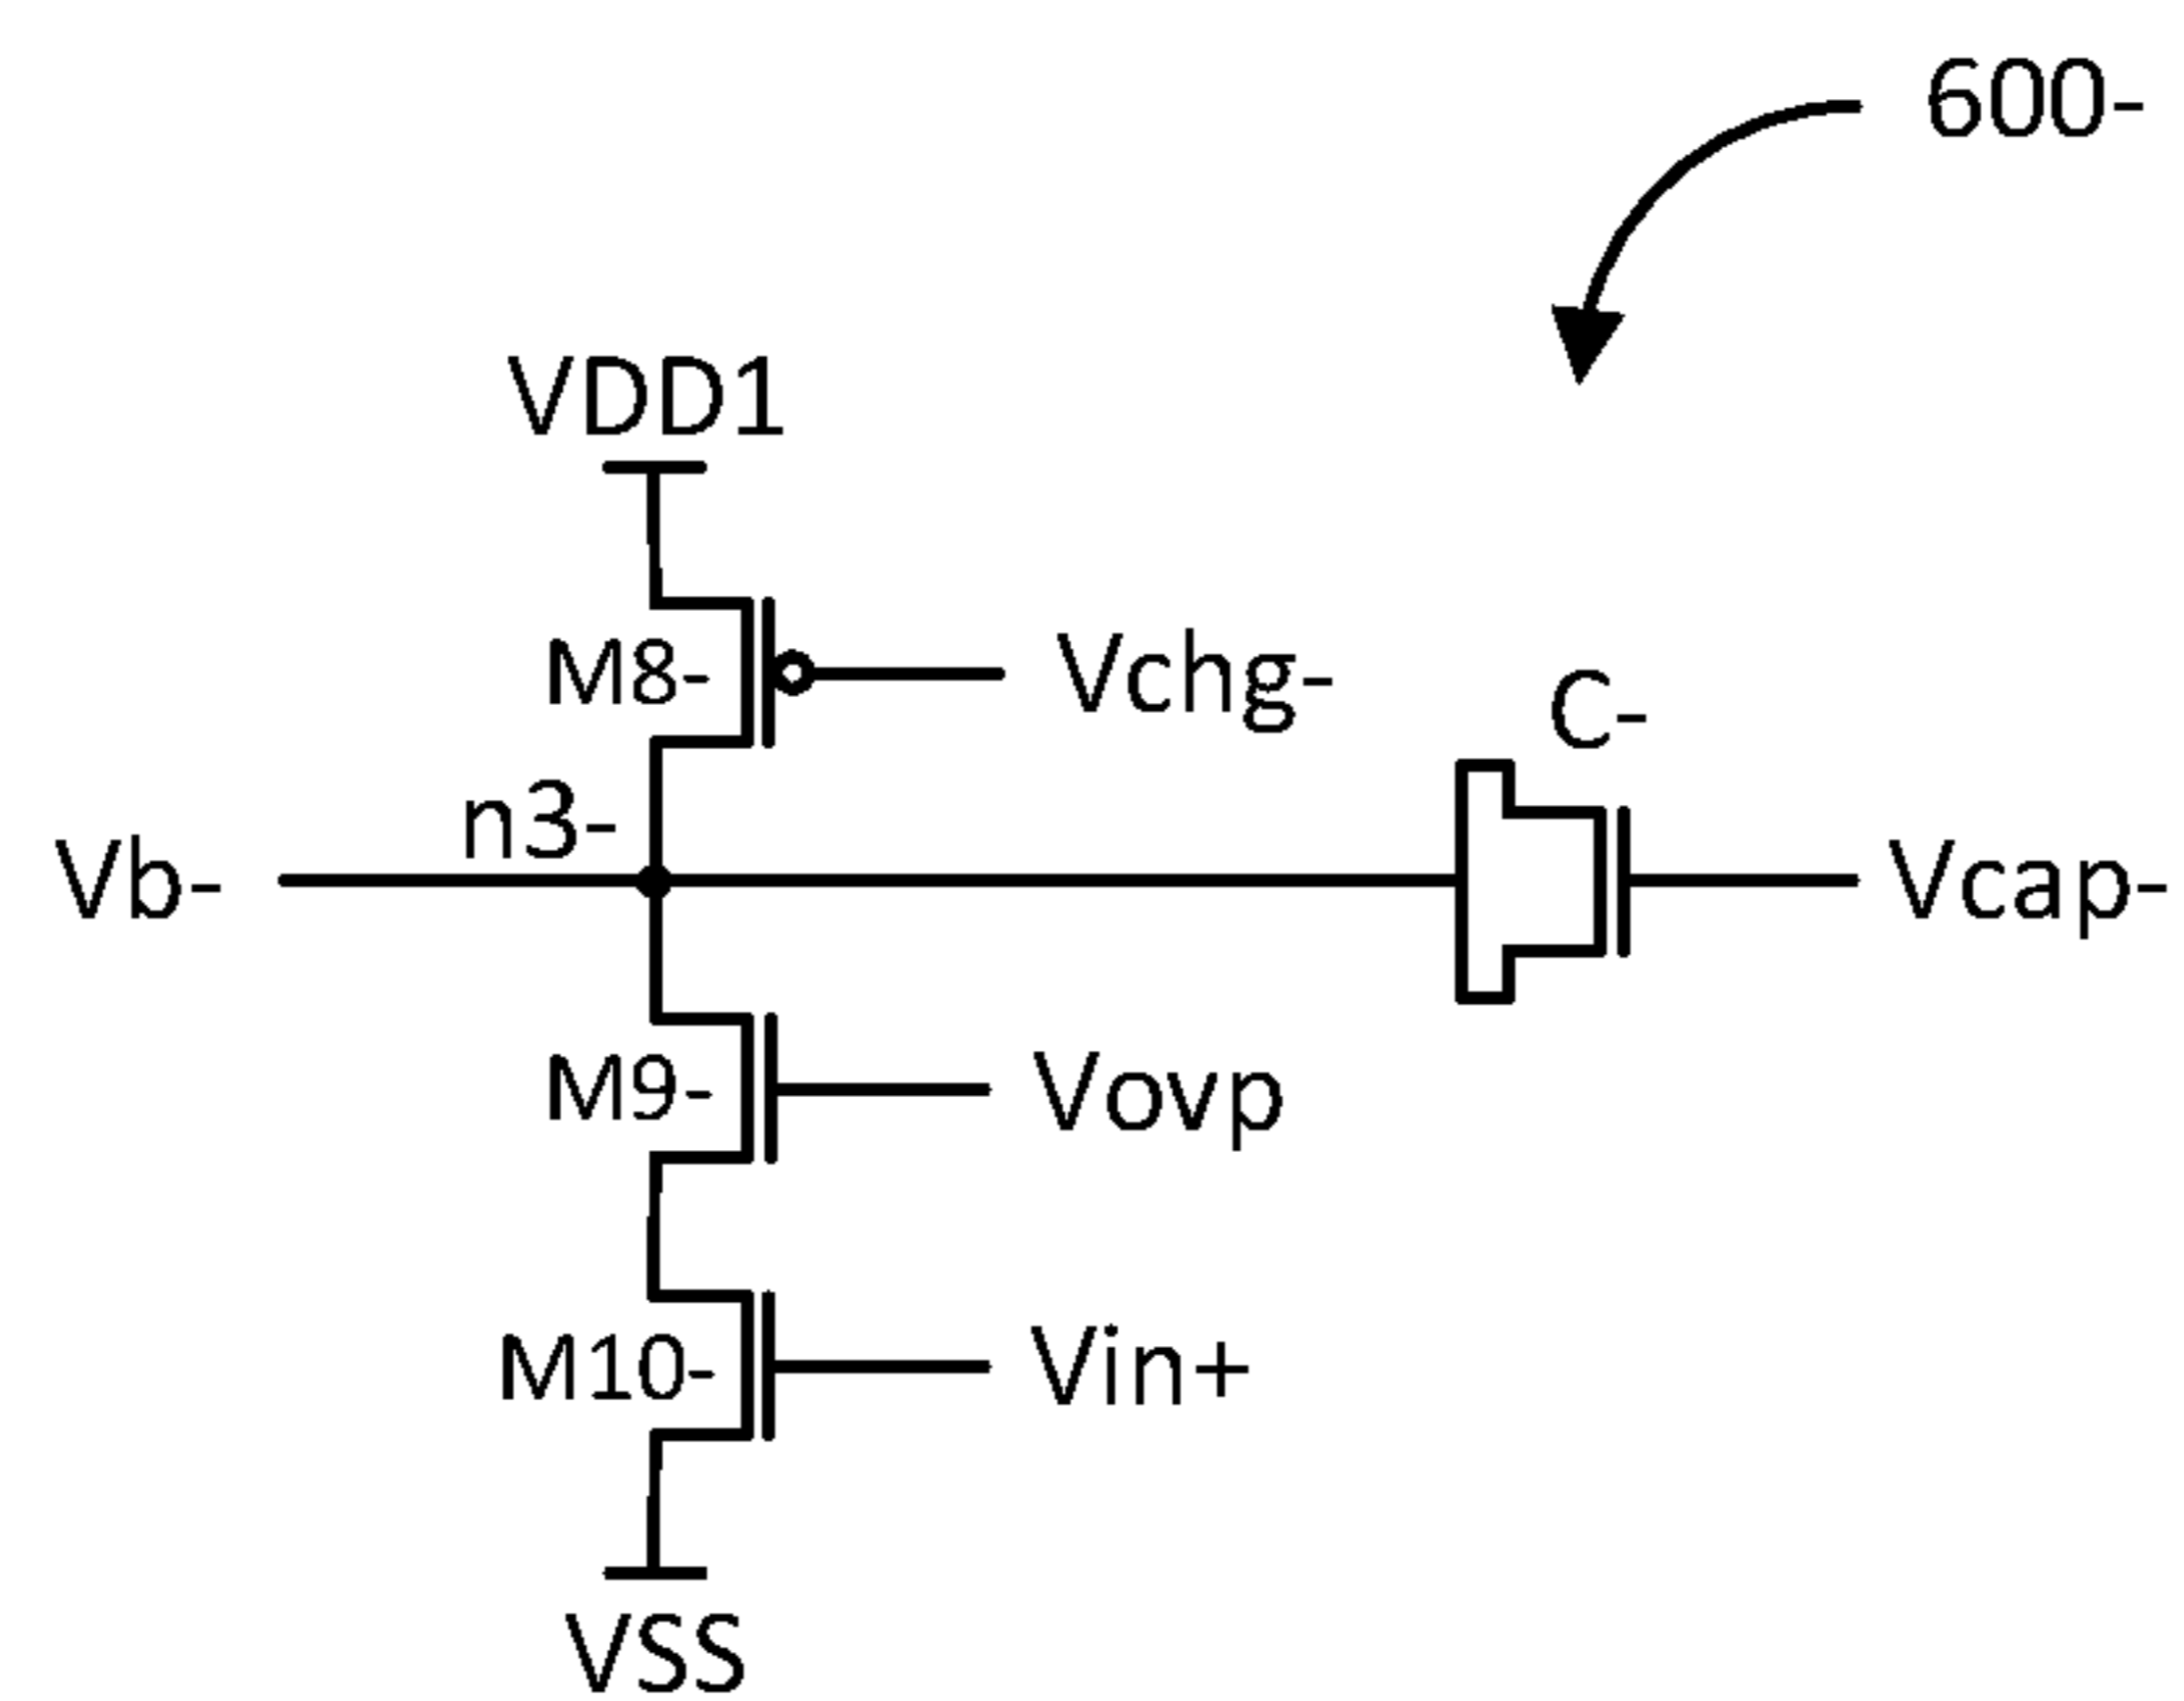 600-
VDD1
M8-
Vchg-
C-
n3-
Vb-
Vcap-
M9-
Vovp
M10-
Vin+
VSS